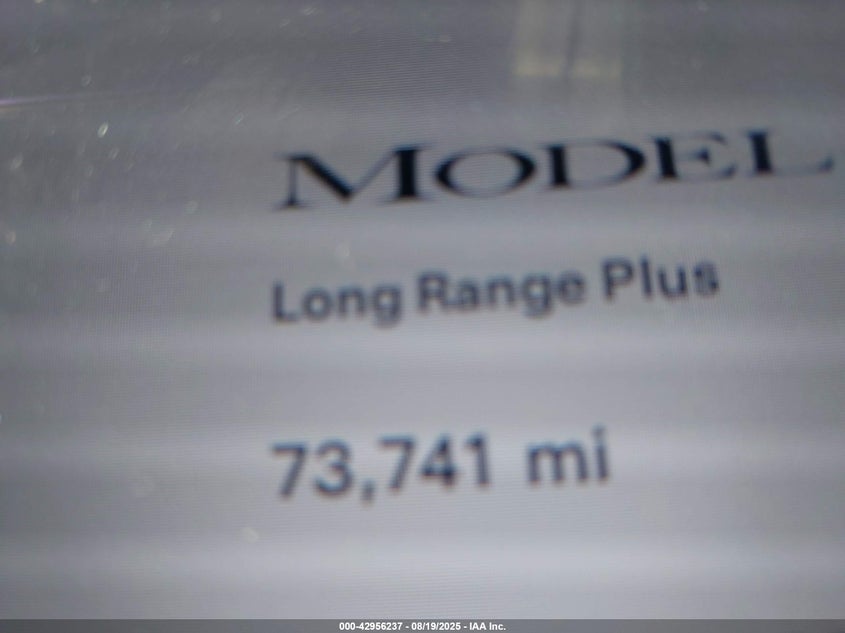 MODEL
Long Range Plus
73,741 mi
000-42956237 - 08/19/2025 - IAA Inc.